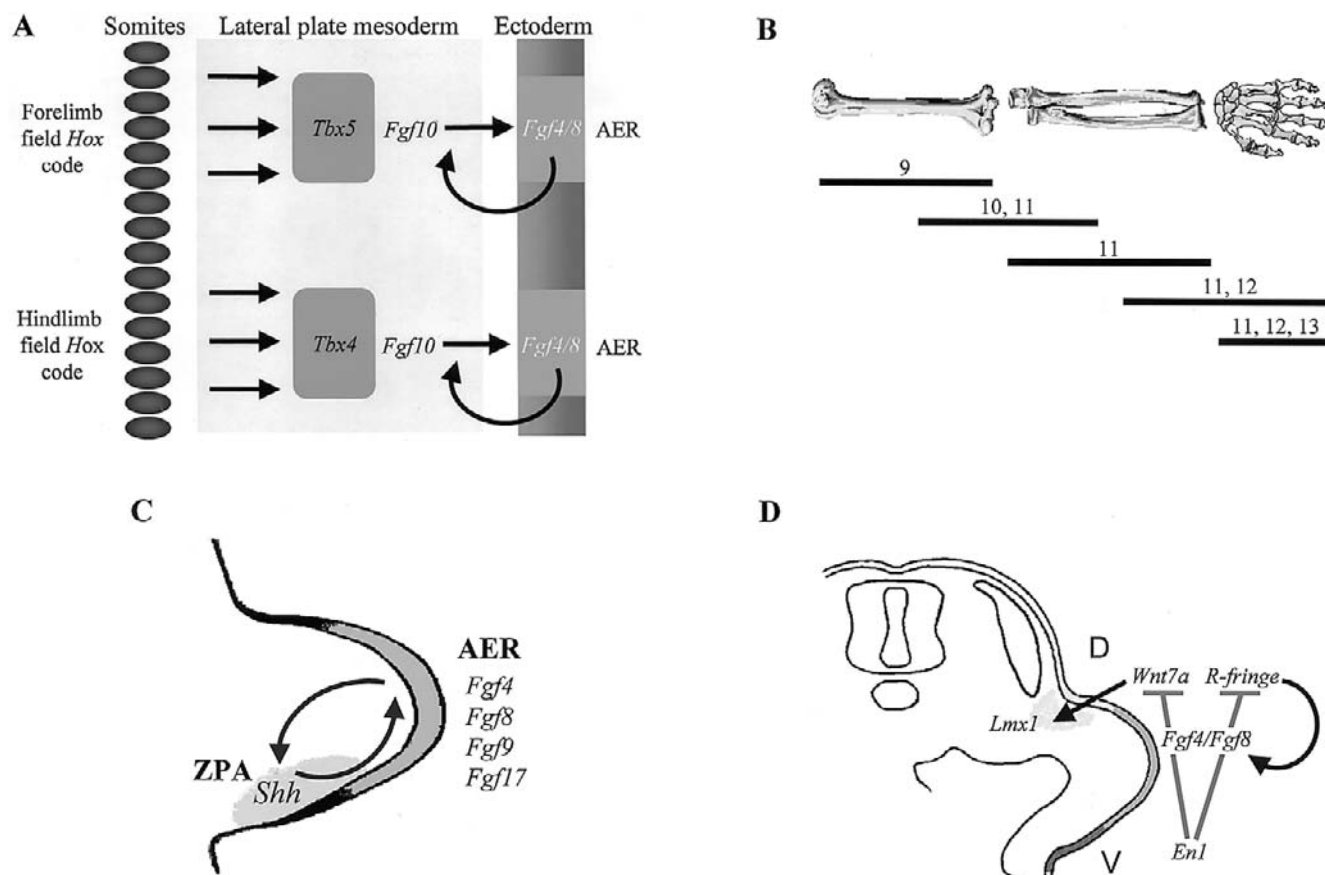 A
Somites
Lateral plate mesoderm
Ectoderm
Forelimb
field Hox
code
Tbx5
Fgf10
Fgf4/8
AER
Hindlimb
field Hox
code
Tbx4
Fgf10
Fgf4/8
AER
B
9
10, 11
11
11, 12
11, 12, 13
C
AER
Fgf4
Fgf8
Fgf9
Fgf17
ZPA
Shh
D
D
Wnt7a
R-fringe
Lmx1
Fgf4/Fgf8
En1
V